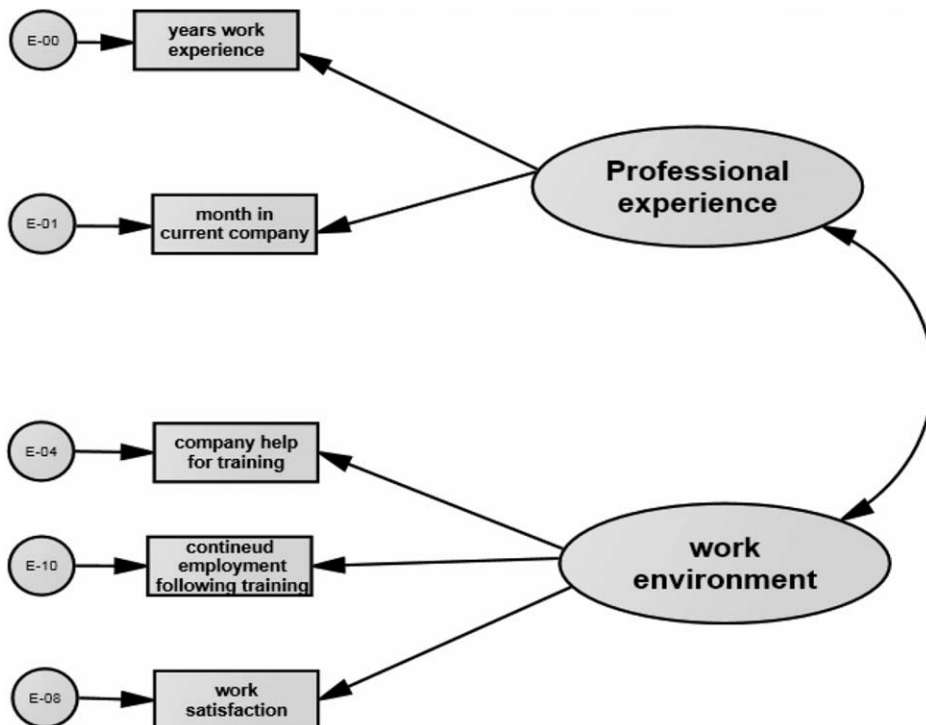 E-00
years work
experience
Professional
experience
E-01
month in
current company
E-04
company help
for training
E-10
contineud
employment
following training
work
environment
E-08
work
satisfaction